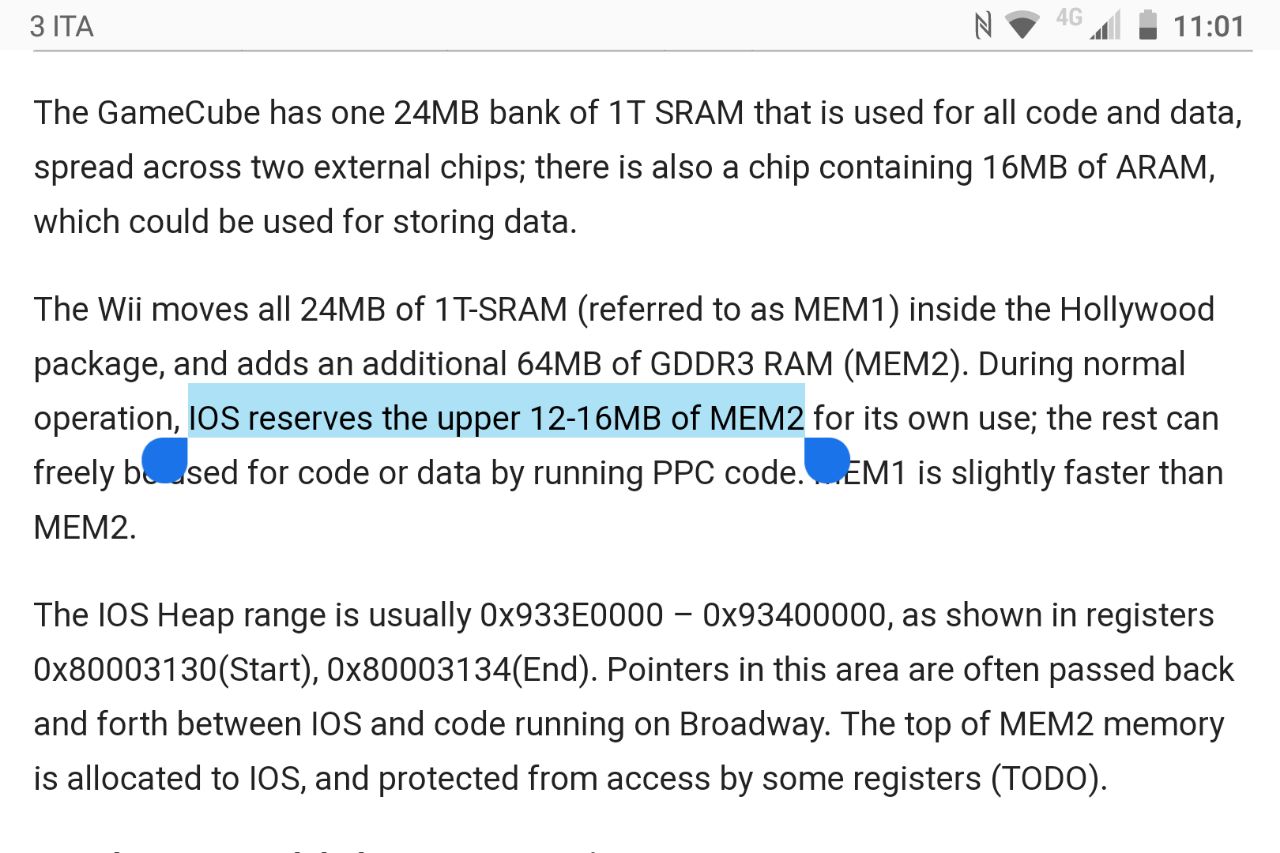 3 ITA 4G 11:01
The GameCube has one 24MB bank of 1T SRAM that is used for all code and data,
spread across two external chips; there is also a chip containing 16MB of ARAM,
which could be used for storing data.
The Wii moves all 24MB of 1T-SRAM (referred to as MEM1) inside the Hollywood
package, and adds an additional 64MB of GDDR3 RAM (MEM2). During normal
operation, IOS reserves the upper 12-16MB of MEM2 for its own use; the rest can
freely be used for code or data by running PPC code. MEM1 is slightly faster than
MEM2.
The IOS Heap range is usually 0x933E0000 – 0x93400000, as shown in registers
0x80003130(Start), 0x80003134(End). Pointers in this area are often passed back
and forth between IOS and code running on Broadway. The top of MEM2 memory
is allocated to IOS, and protected from access by some registers (TODO).